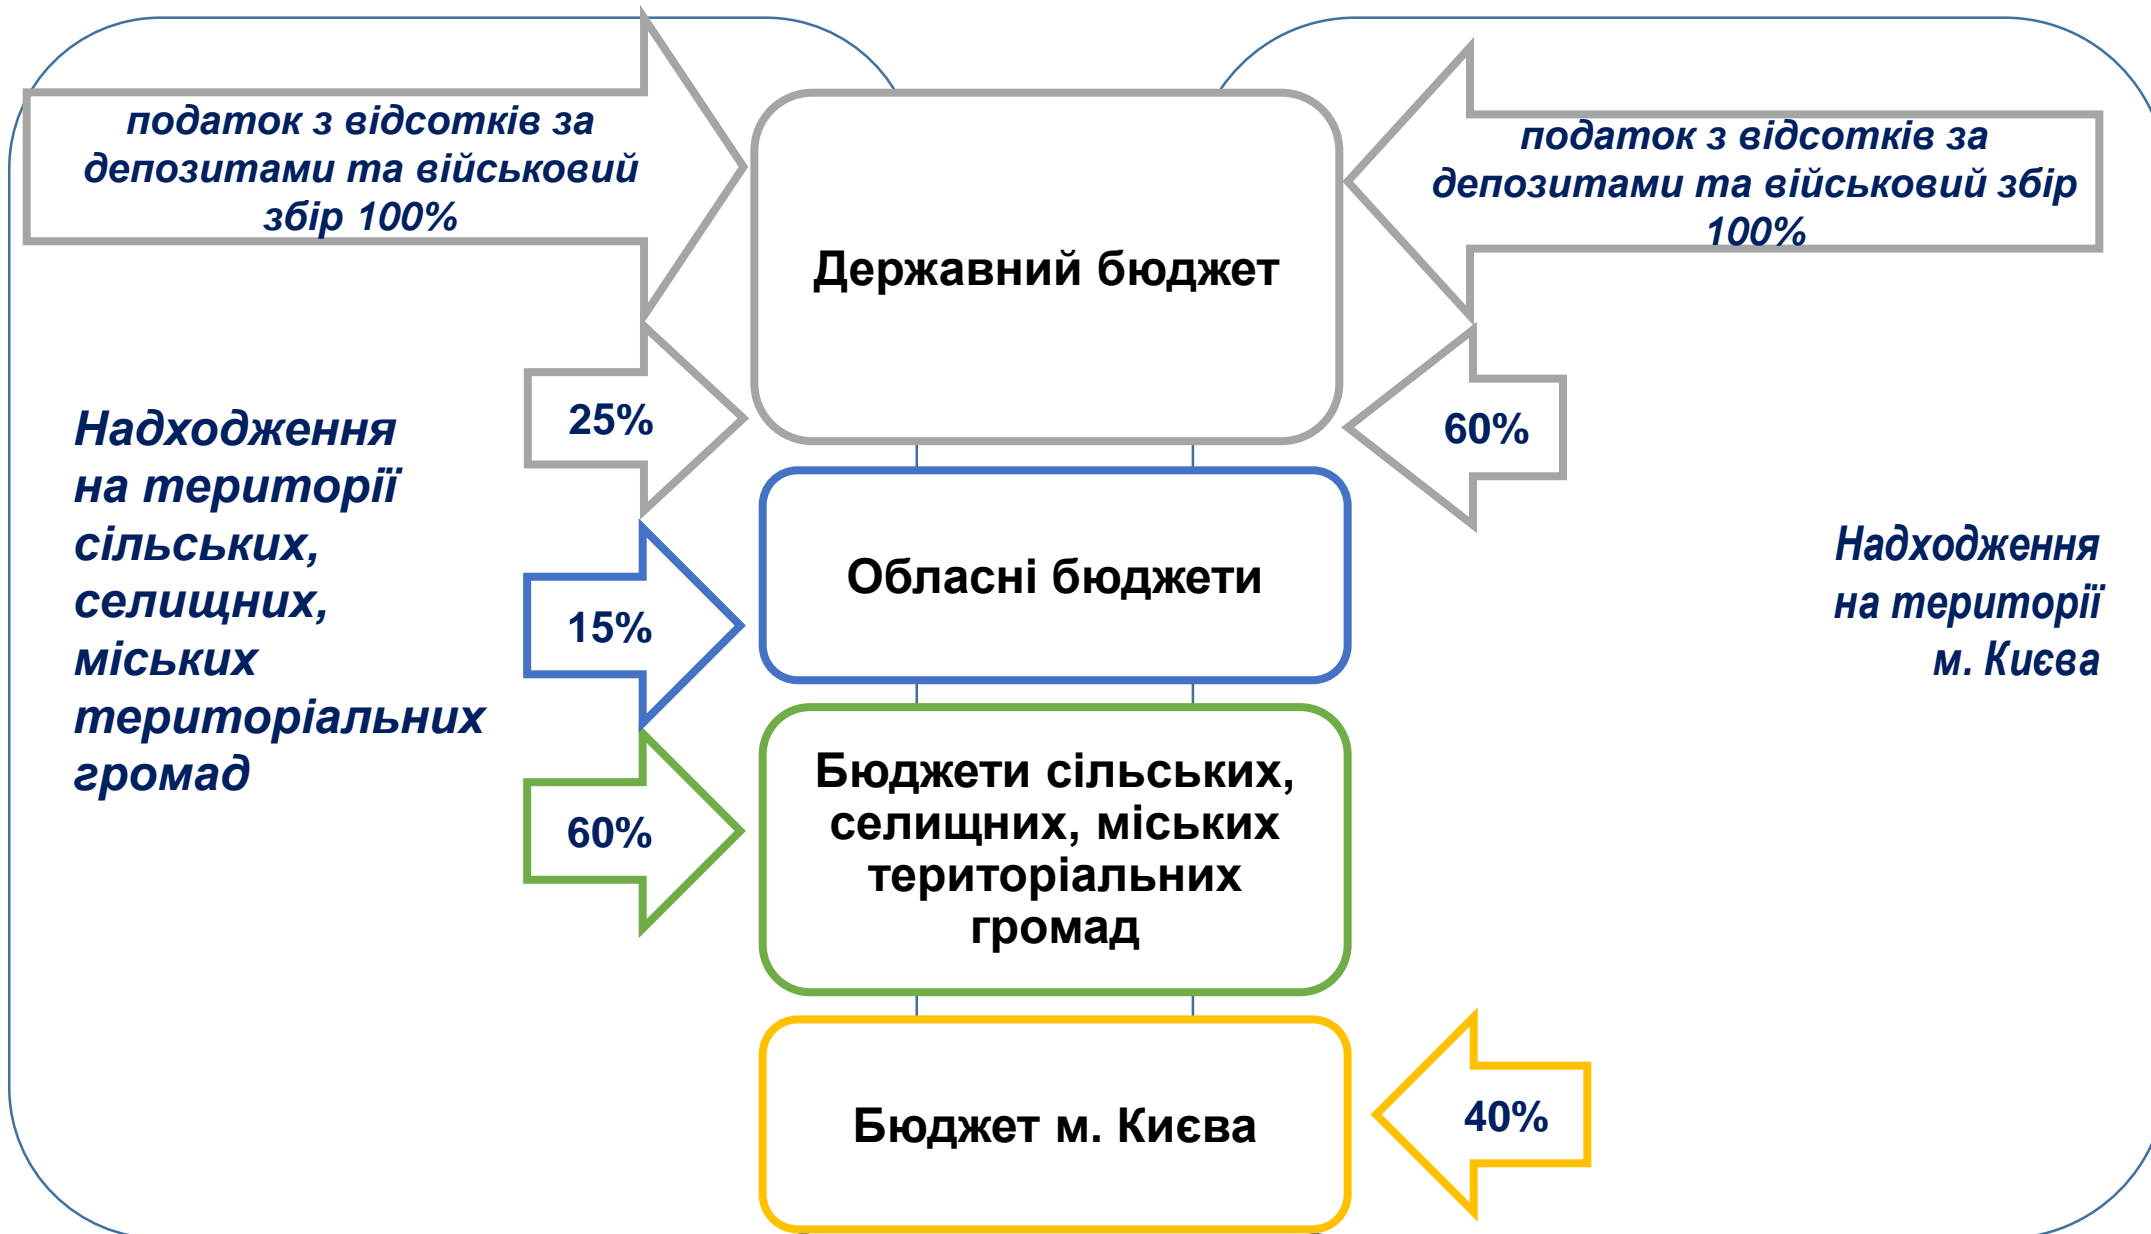 податок з відсотків за
депозитами та військовий
збір 100%
податок з відсотків за
депозитами та військовий збір
100%
Державний бюджет
25%
60%
Надходження
на території
сільських,
селищних,
міських
територіальних
громад
Обласні бюджети
15%
Надходження
на території
м. Києва
Бюджети сільських,
селищних, міських
територіальних
громад
60%
Бюджет м. Києва
40%